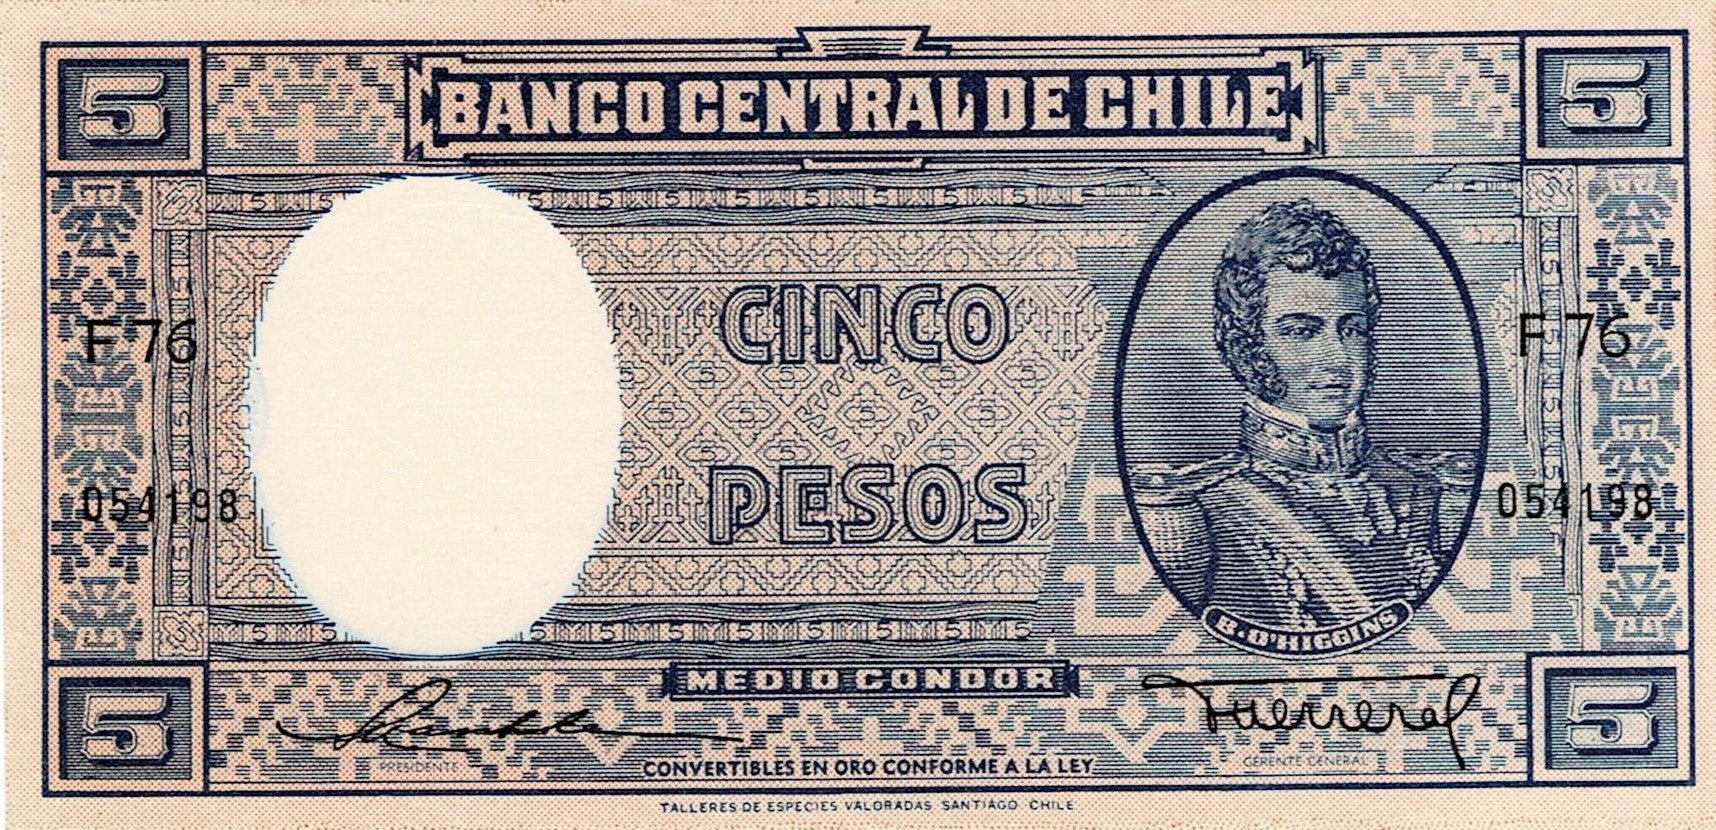 5 BANCO CENTRAL DE CHILE 5
CINCO
F 76 F 76
PESOS
054198 054198
B. O'HIGGINS
5 MEDIO CONDOR 5
PRESIDENTE GERENTE GENERAL
CONVERTIBLES EN ORO CONFORME A LA LEY
TALLERES DE ESPECIES VALORADAS SANTIAGO CHILE